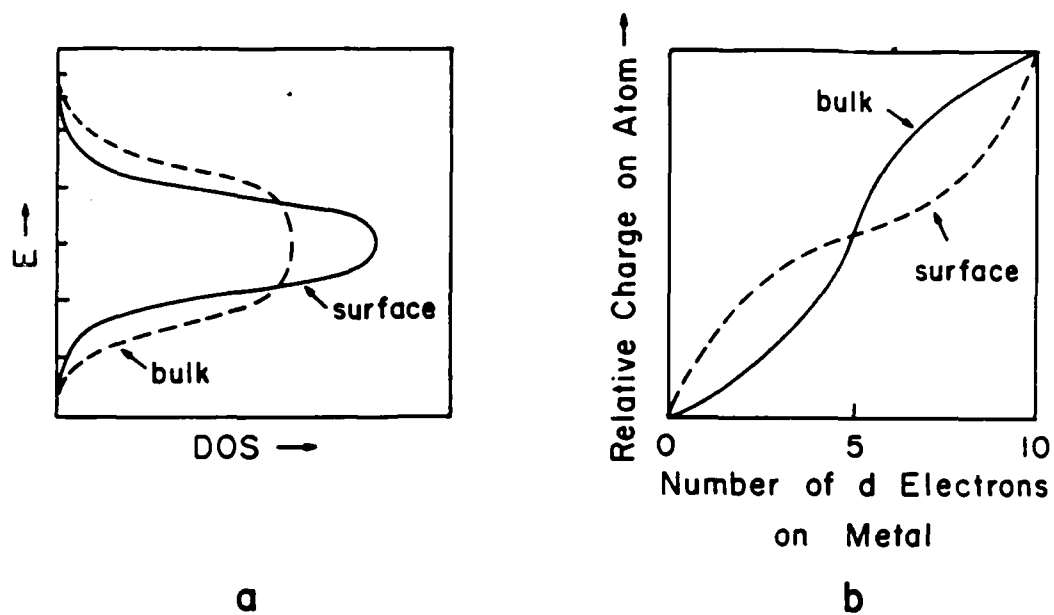 E →
DOS →
surface
bulk
a
Relative Charge on Atom →
bulk
surface
0
5
10
Number of d Electrons
on Metal
b